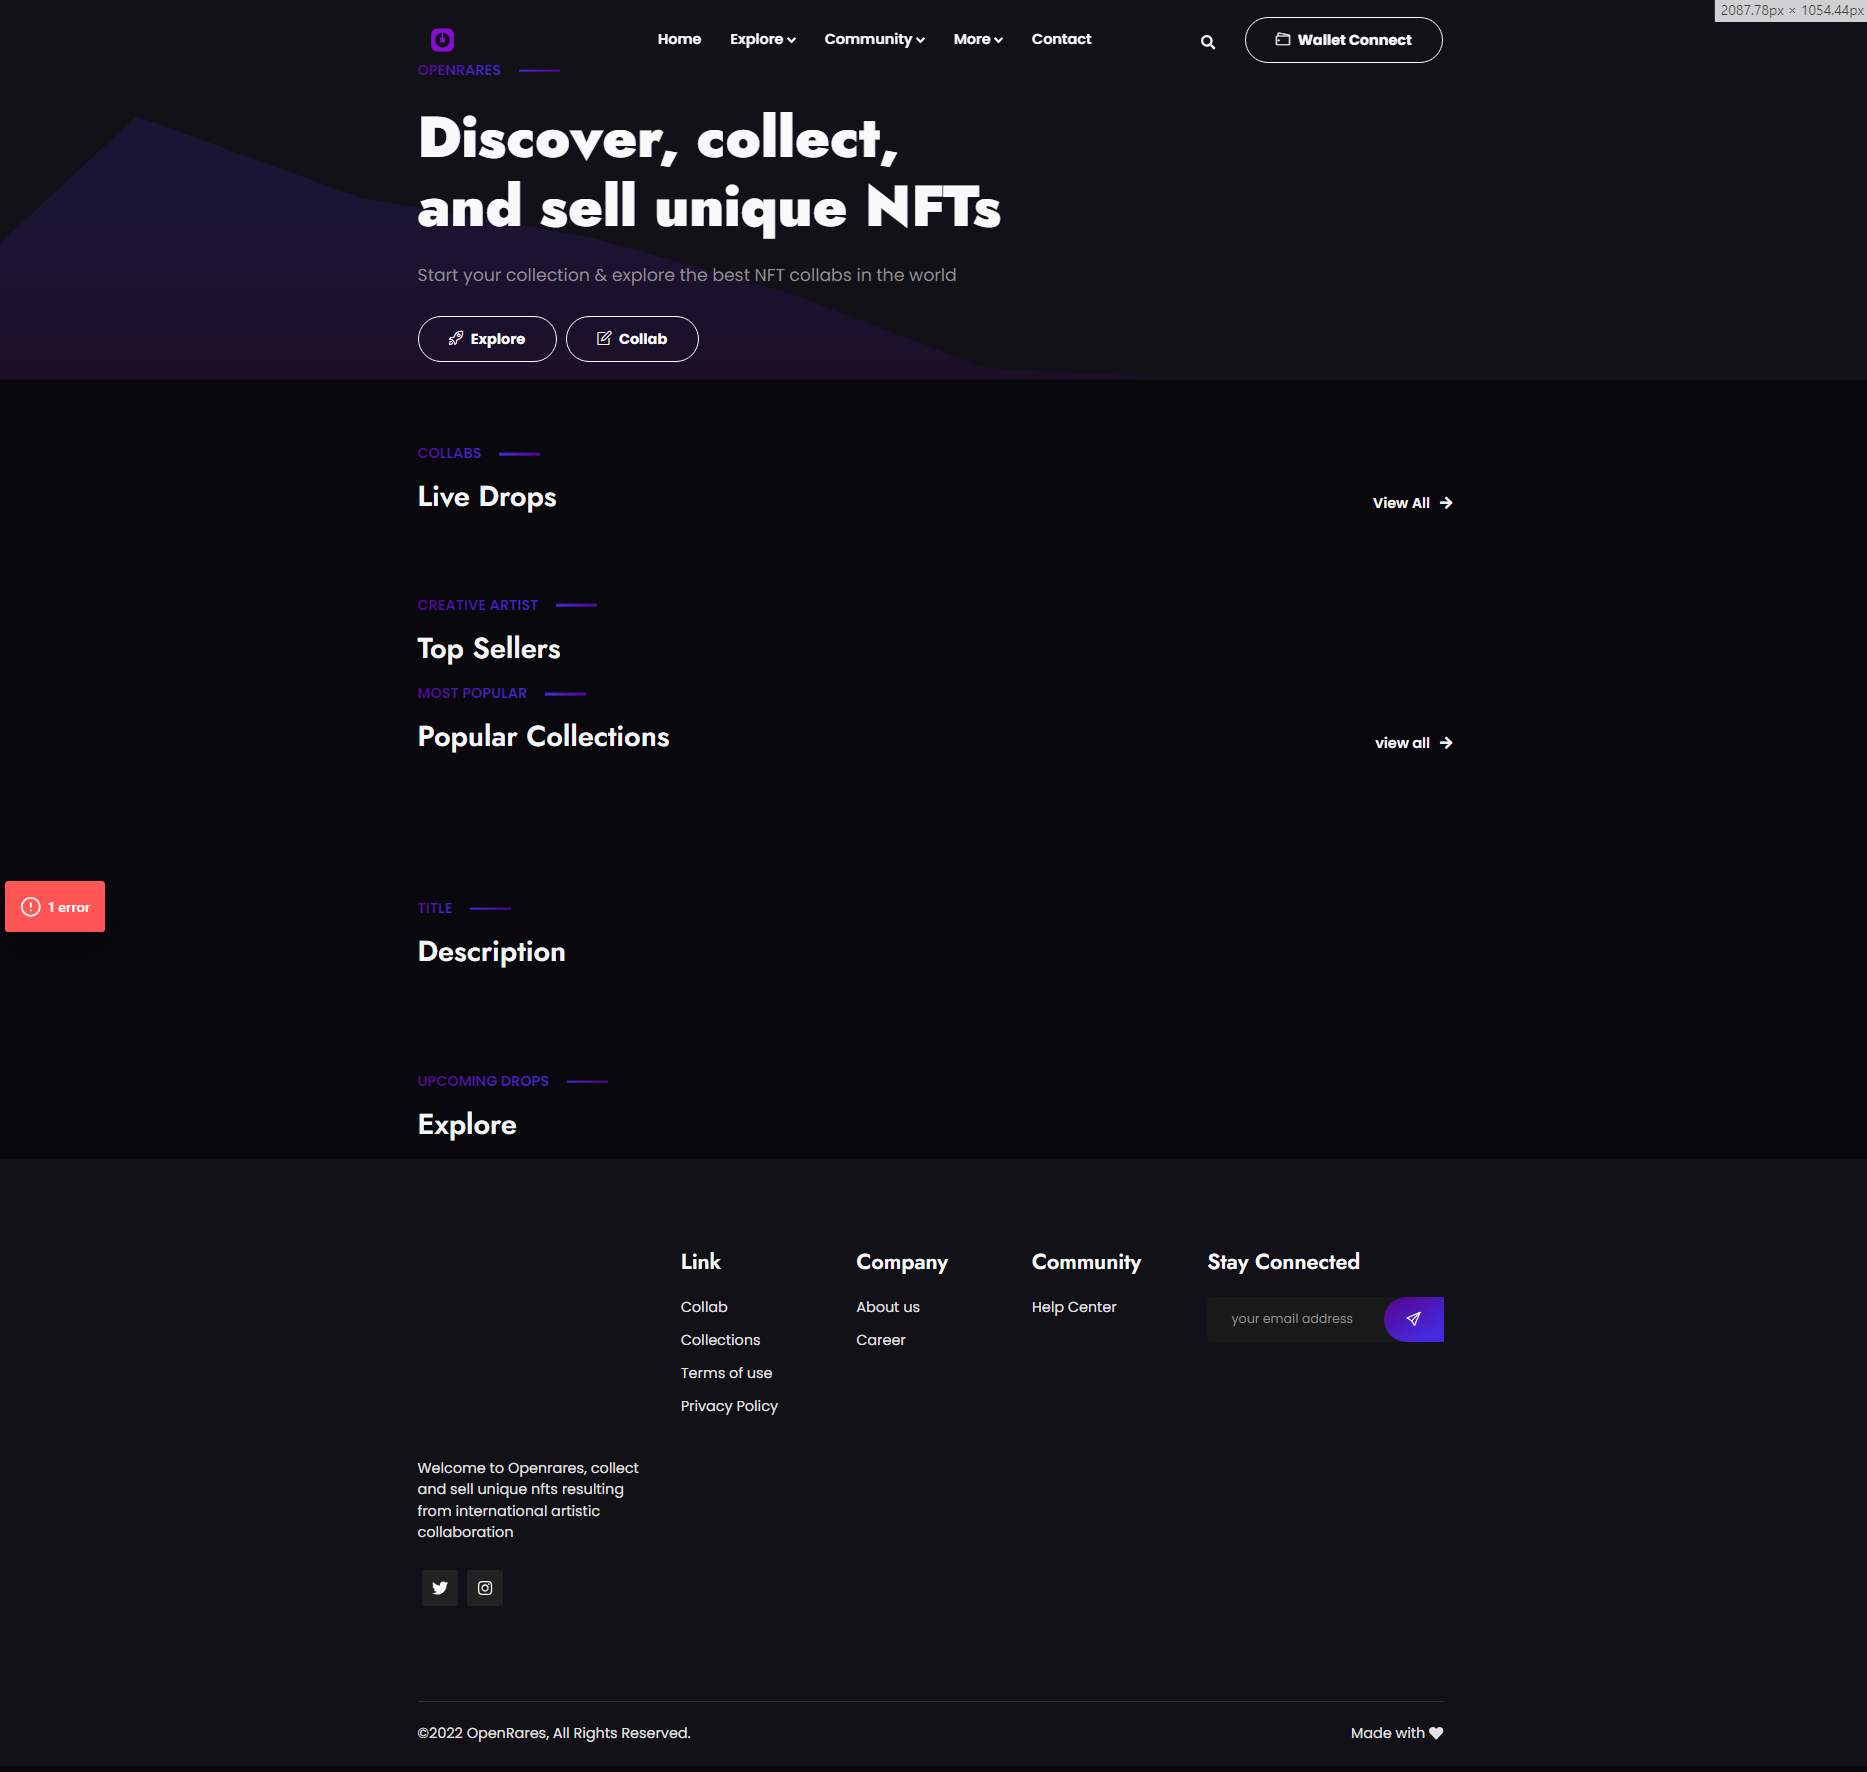 2087.78px × 1054.44px
Home Explore Community More Contact Wallet Connect
OPENRARES
Discover, collect,
and sell unique NFTs
Start your collection & explore the best NFT collabs in the world
Explore Collab
COLLABS
Live Drops
View All
CREATIVE ARTIST
Top Sellers
MOST POPULAR
Popular Collections
view all
1 error
TITLE
Description
UPCOMING DROPS
Explore
Link
Collab
Collections
Terms of use
Privacy Policy
Company
About us
Career
Community
Help Center
Stay Connected
your email address
Welcome to Openrares, collect
and sell unique nfts resulting
from international artistic
collaboration
©2022 OpenRares, All Rights Reserved.
Made with